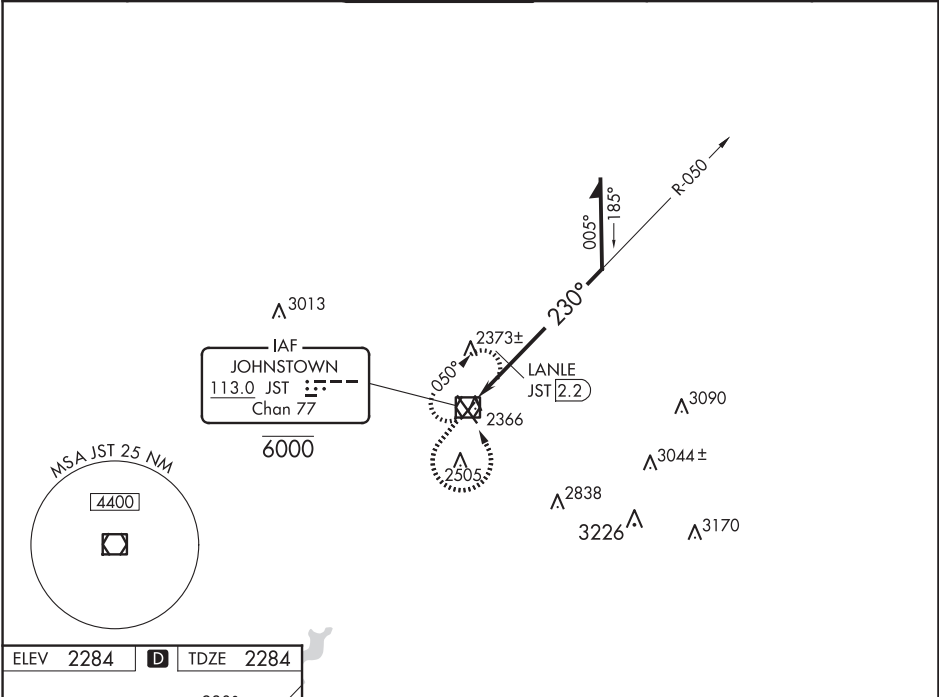 R-050
005°
185°
230°
3013
IAF
JOHNSTOWN
113.0 JST
Chan 77
6000
2373±
050°
LANLE
JST 2.2
2366
2505
3090
3044±
2838
3226
3170
MSA JST 25 NM
4400
ELEV 2284 D TDZE 2284